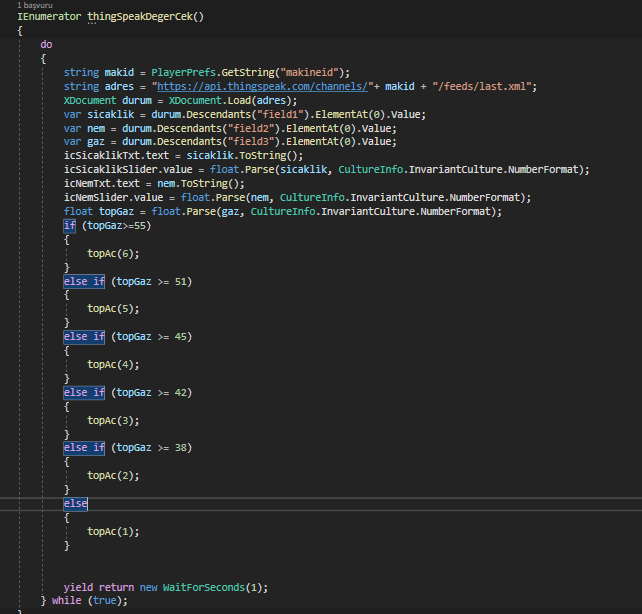 1 başvuru
IEnumerator thingSpeakDegerCek()
{
do
{
string makid = PlayerPrefs.GetString("makineid");
string adres = "https://api.thingspeak.com/channels/"+ makid + "/feeds/last.xml";
XDocument durum = XDocument.Load(adres);
var sicaklik = durum.Descendants("field1").ElementAt(0).Value;
var nem = durum.Descendants("field2").ElementAt(0).Value;
var gaz = durum.Descendants("field3").ElementAt(0).Value;
icSicaklikTxt.text = sicaklik.ToString();
icSicaklikSlider.value = float.Parse(sicaklik, CultureInfo.InvariantCulture.NumberFormat);
icNemTxt.text = nem.ToString();
icNemSlider.value = float.Parse(nem, CultureInfo.InvariantCulture.NumberFormat);
float topGaz = float.Parse(gaz, CultureInfo.InvariantCulture.NumberFormat);
if (topGaz>=55)
{
topAc(6);
}
else if (topGaz >= 51)
{
topAc(5);
}
else if (topGaz >= 45)
{
topAc(4);
}
else if (topGaz >= 42)
{
topAc(3);
}
else if (topGaz >= 38)
{
topAc(2);
}
else
{
topAc(1);
}
yield return new WaitForSeconds(1);
} while (true);
}